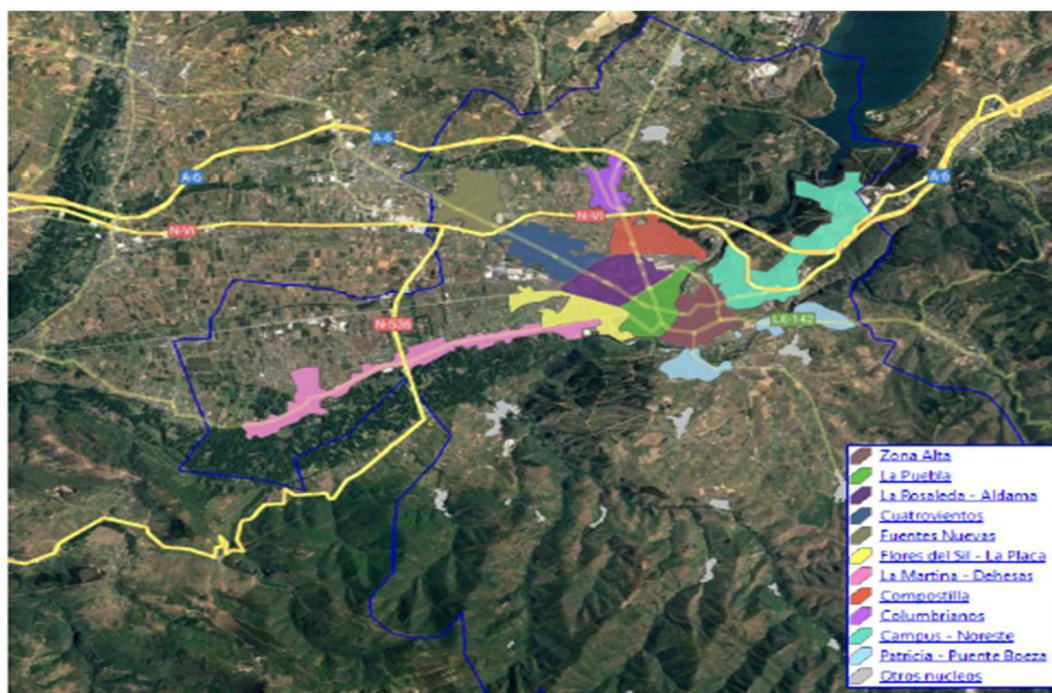 A-6
A-6
A-6
N-VI
N-VI
N-536
LE-142
Zona Alta
La Puebla
La Rosaleda - Aldama
Cuatrovientos
Fuentes Nuevas
Flores del Sil - La Placa
La Martina - Dehesas
Compostilla
Columbrianos
Campus - Noreste
Patricia - Puente Boeza
Otros nucleos